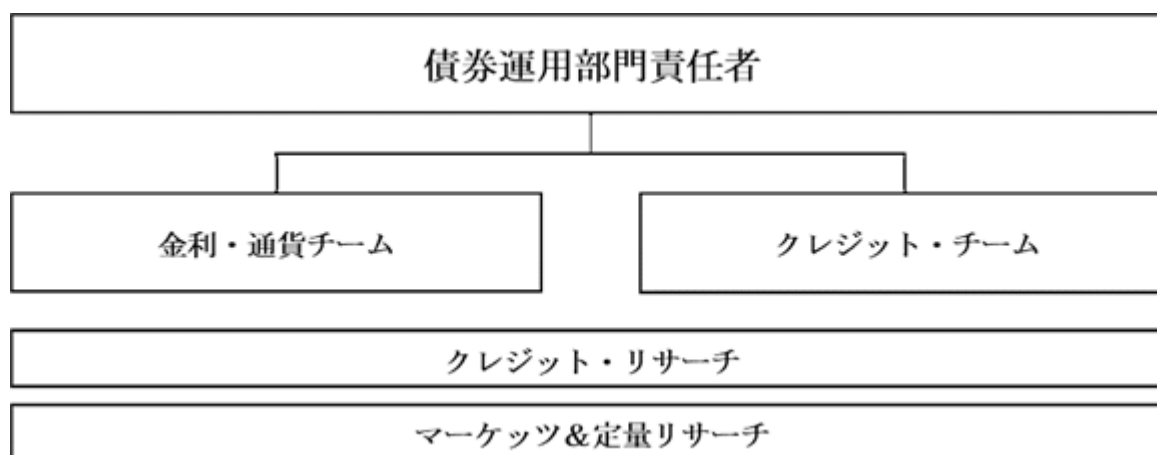 債券運用部門責任者
金利・通貨チーム
クレジット・チーム
クレジット・リサーチ
マーケッツ&定量リサーチ